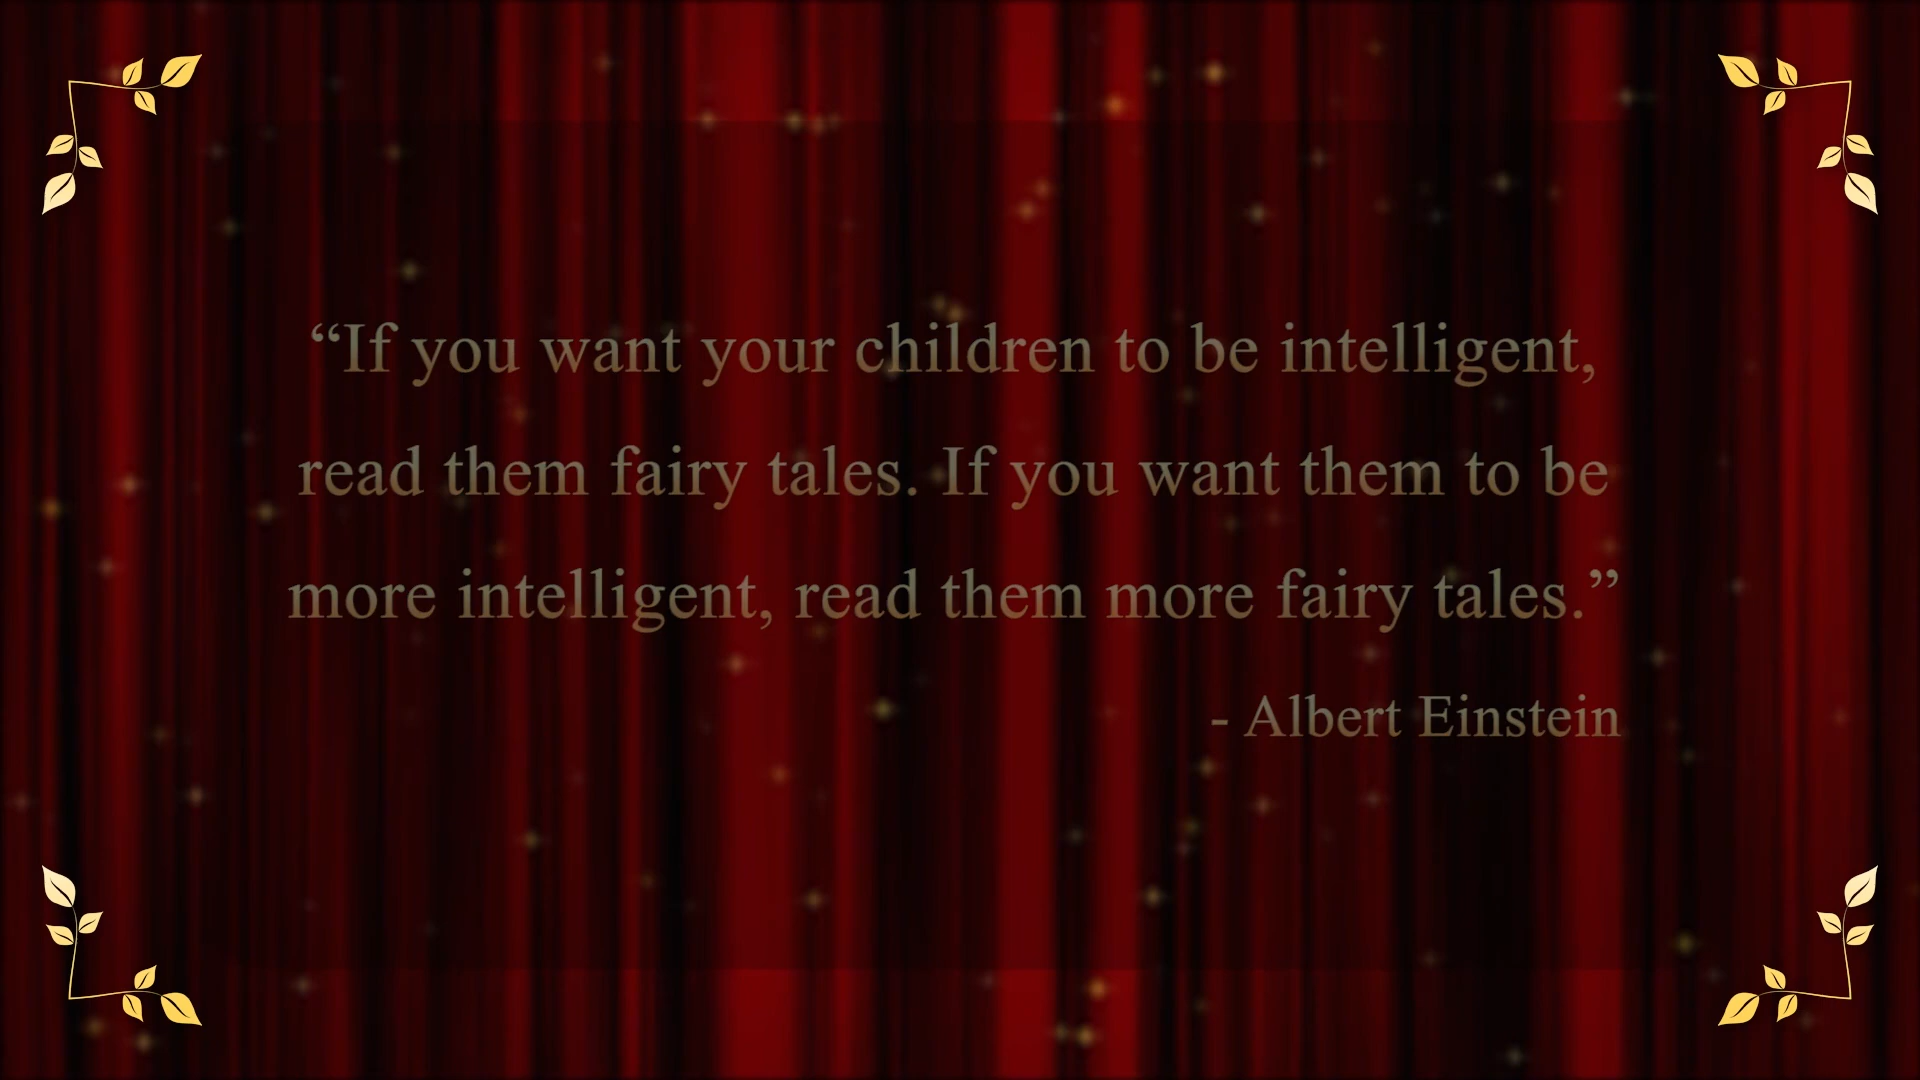 “If you want your children to be intelligent,
read them fairy tales. If you want them to be
more intelligent, read them more fairy tales.”
- Albert Einstein